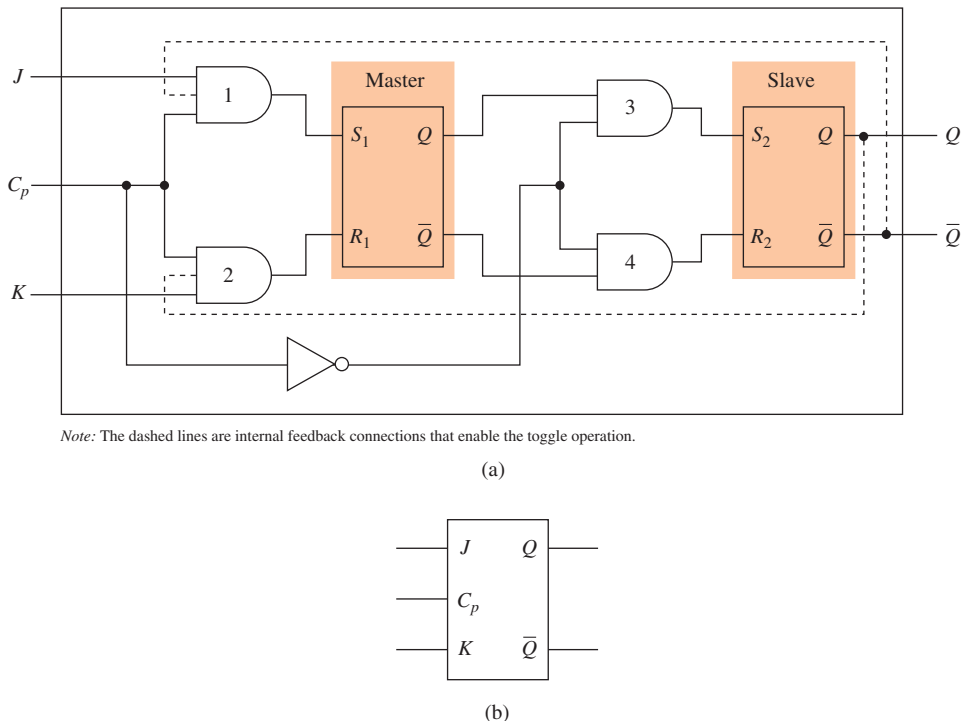 Master
Slave
J
1
3
S₁ Q
S₂ Q
Q
Cₚ
R₁ Q̅
R₂ Q̅
Q̅
2
4
K
Note: The dashed lines are internal feedback connections that enable the toggle operation.
(a)
J Q
Cₚ
K Q̅
(b)